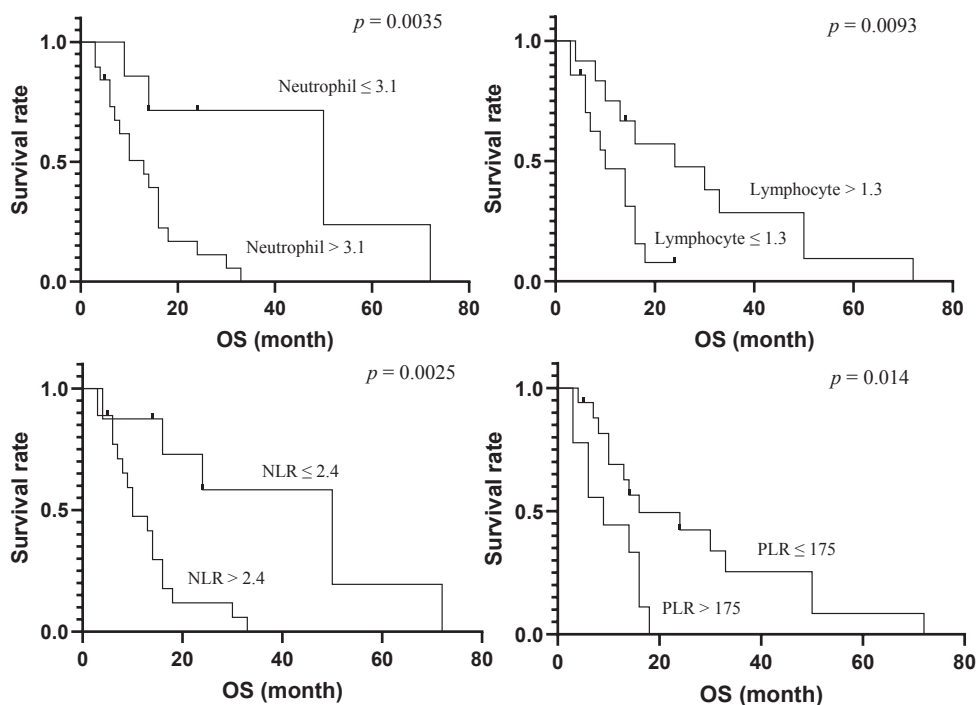 p = 0.0035
1.0
Neutrophil ≤ 3.1
Survival rate
0.5
Neutrophil > 3.1
0.0
0 20 40 60 80
OS (month)
p = 0.0093
1.0
Survival rate
0.5
Lymphocyte > 1.3
Lymphocyte ≤ 1.3
0.0
0 20 40 60 80
OS (month)
p = 0.0025
1.0
NLR ≤ 2.4
Survival rate
0.5
NLR > 2.4
0.0
0 20 40 60 80
OS (month)
p = 0.014
1.0
Survival rate
0.5
PLR ≤ 175
PLR > 175
0.0
0 20 40 60 80
OS (month)